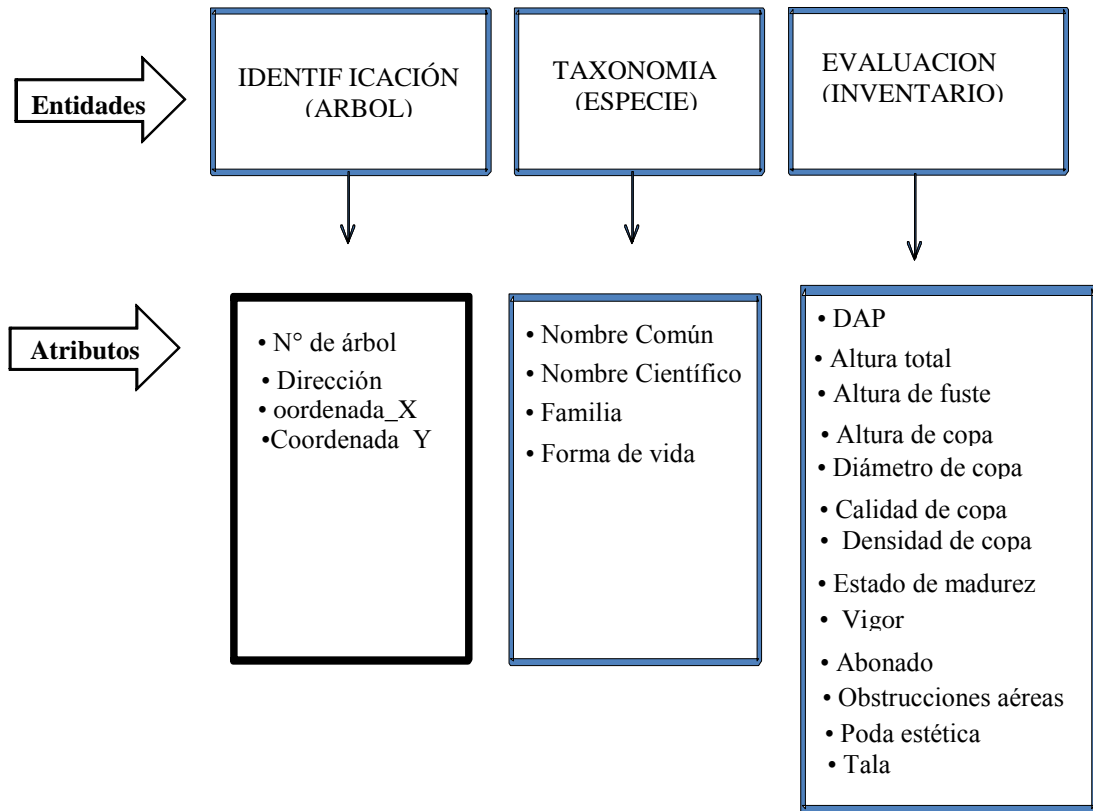 Entidades
IDENTIF ICACIÓN
(ARBOL)
TAXONOMIA
(ESPECIE)
EVALUACION
(INVENTARIO)
Atributos
• N° de árbol
• Dirección
• oordenada_X
•Coordenada Y
• Nombre Común
• Nombre Científico
• Familia
• Forma de vida
• DAP
• Altura total
• Altura de fuste
• Altura de copa
• Diámetro de copa
• Calidad de copa
• Densidad de copa
• Estado de madurez
• Vigor
• Abonado
• Obstrucciones aéreas
• Poda estética
• Tala